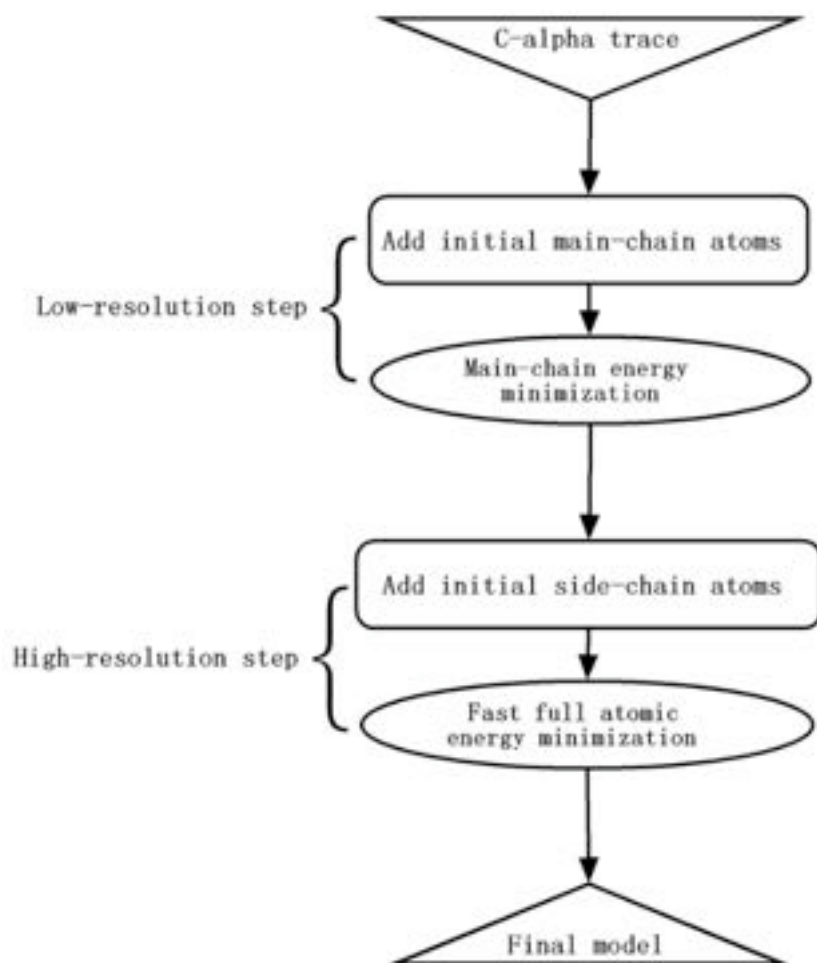 C-alpha trace
Add initial main-chain atoms
Low-resolution step
Main-chain energy
minimization
Add initial side-chain atoms
High-resolution step
Fast full atomic
energy minimization
Final model